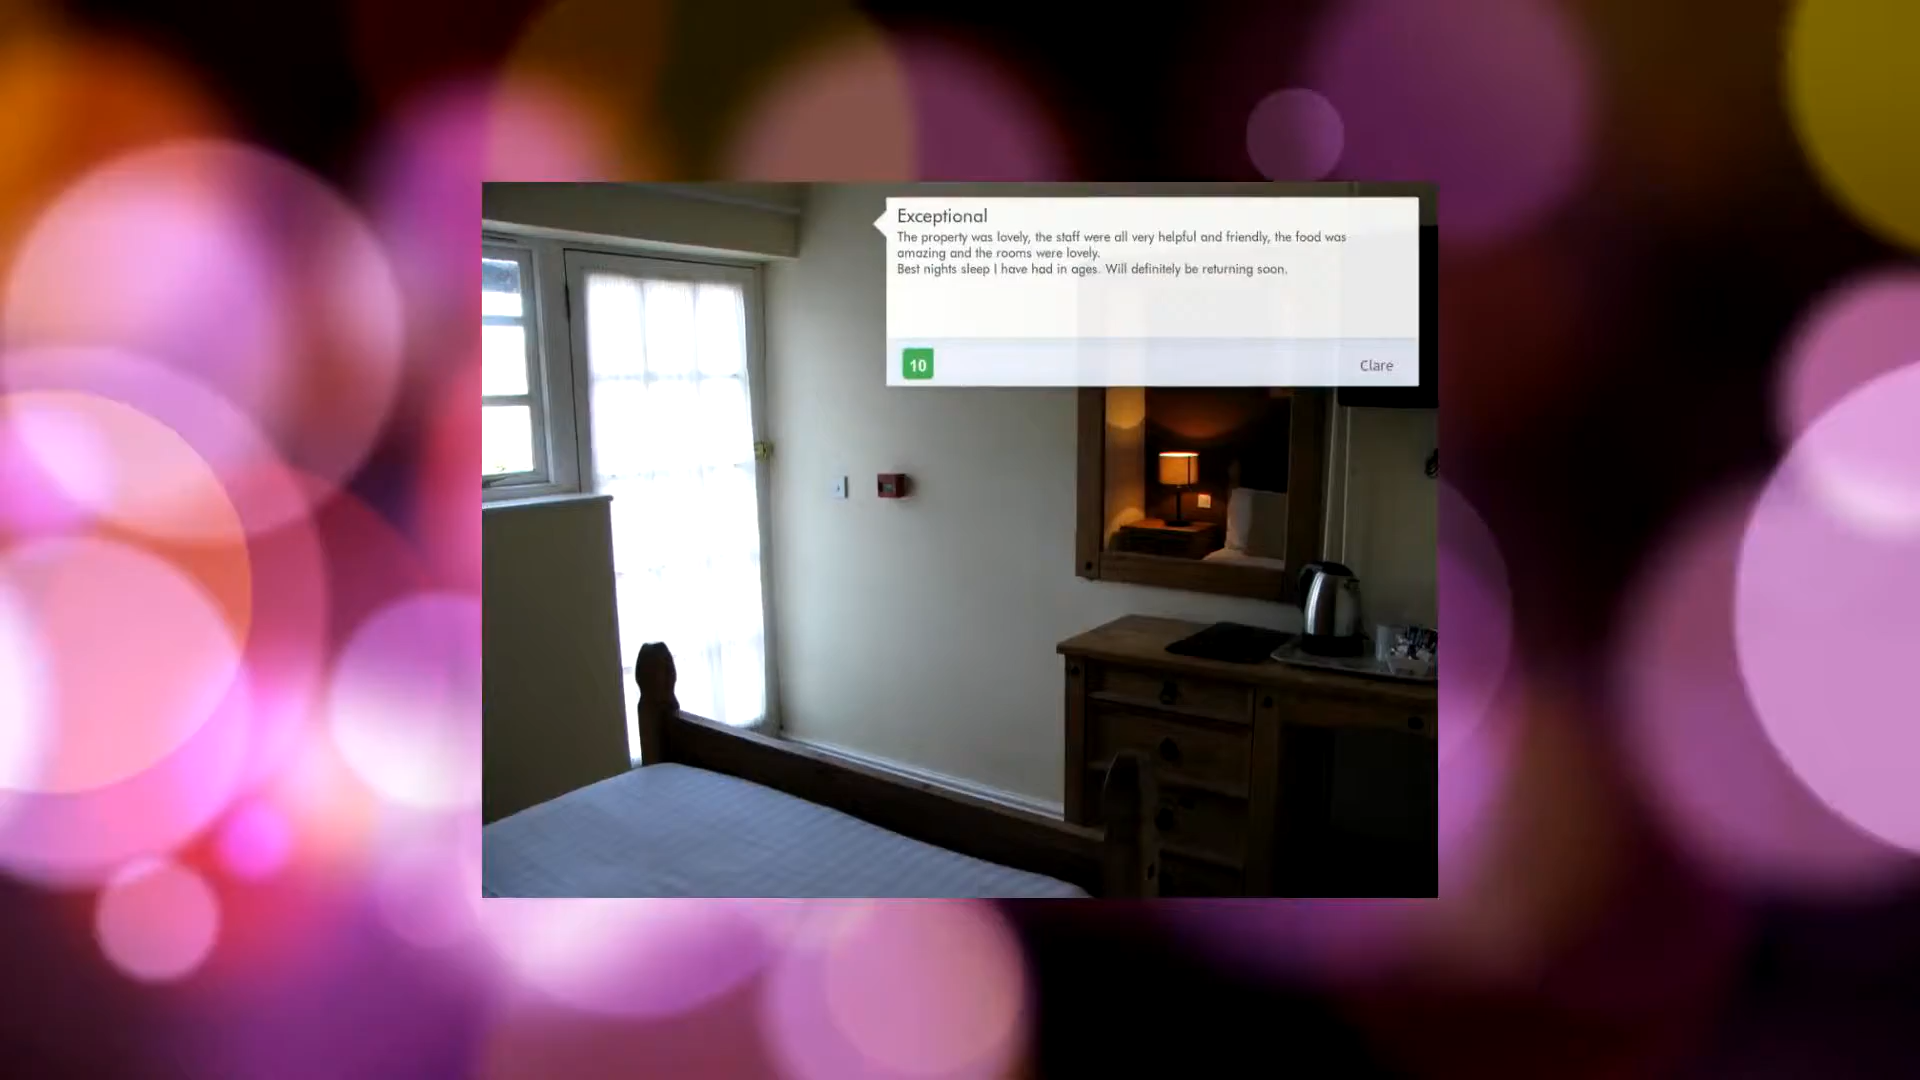 Exceptional
The property was lovely, the staff were all very helpful and friendly, the food was
amazing and the rooms were lovely.
Best nights sleep I have had in ages. Will definitely be returning soon.
10
Clare